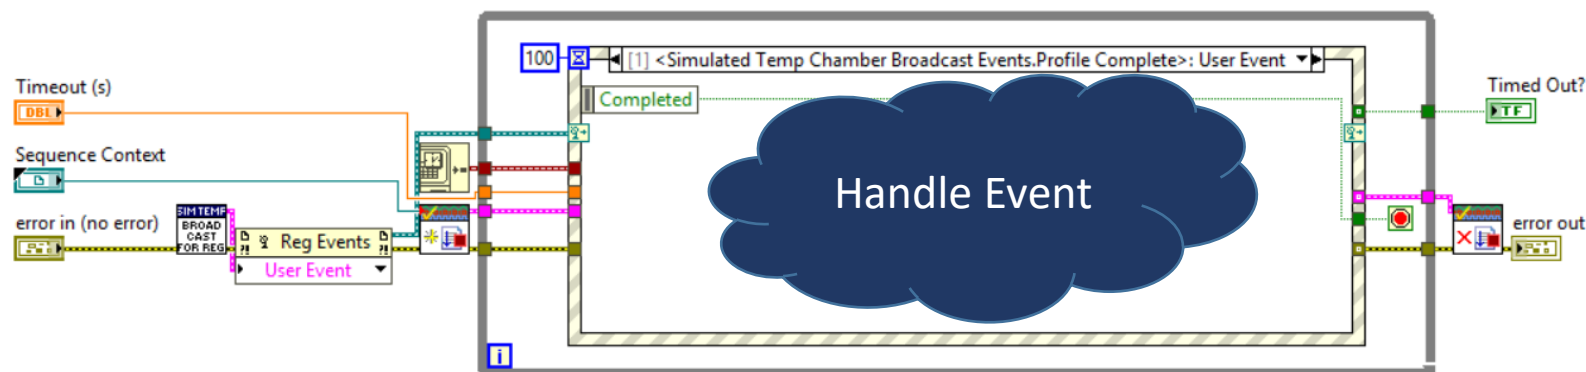 100
[1] <Simulated Temp Chamber Broadcast Events.Profile Complete>: User Event
Timeout (s)
DBL
Completed
Timed Out?
TF
Sequence Context
Handle Event
error in (no error)
SIM TEMP
BROAD
CAST
FOR REG
Reg Events
User Event
error out
i